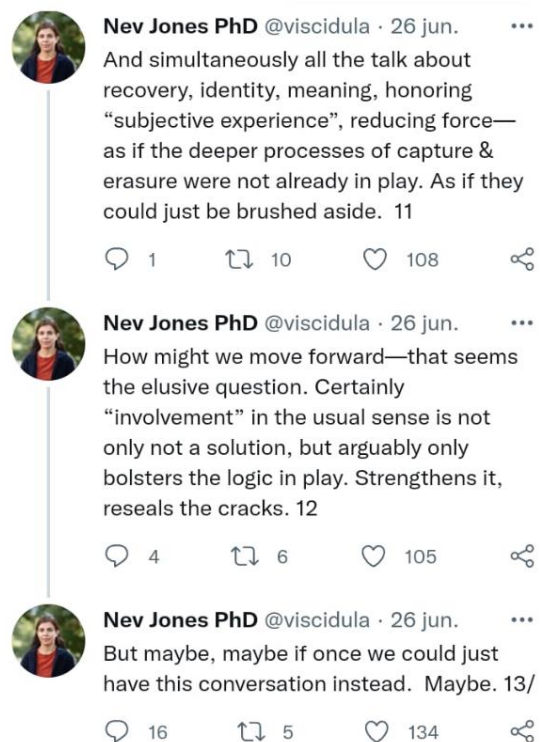 Nev Jones PhD @viscidula · 26 jun.
And simultaneously all the talk about
recovery, identity, meaning, honoring
“subjective experience”, reducing force—
as if the deeper processes of capture &
erasure were not already in play. As if they
could just be brushed aside.  11
1 10 108
Nev Jones PhD @viscidula · 26 jun.
How might we move forward—that seems
the elusive question. Certainly
“involvement” in the usual sense is not
only not a solution, but arguably only
bolsters the logic in play. Strengthens it,
reseals the cracks. 12
4 6 105
Nev Jones PhD @viscidula · 26 jun.
But maybe, maybe if once we could just
have this conversation instead.  Maybe. 13/
16 5 134